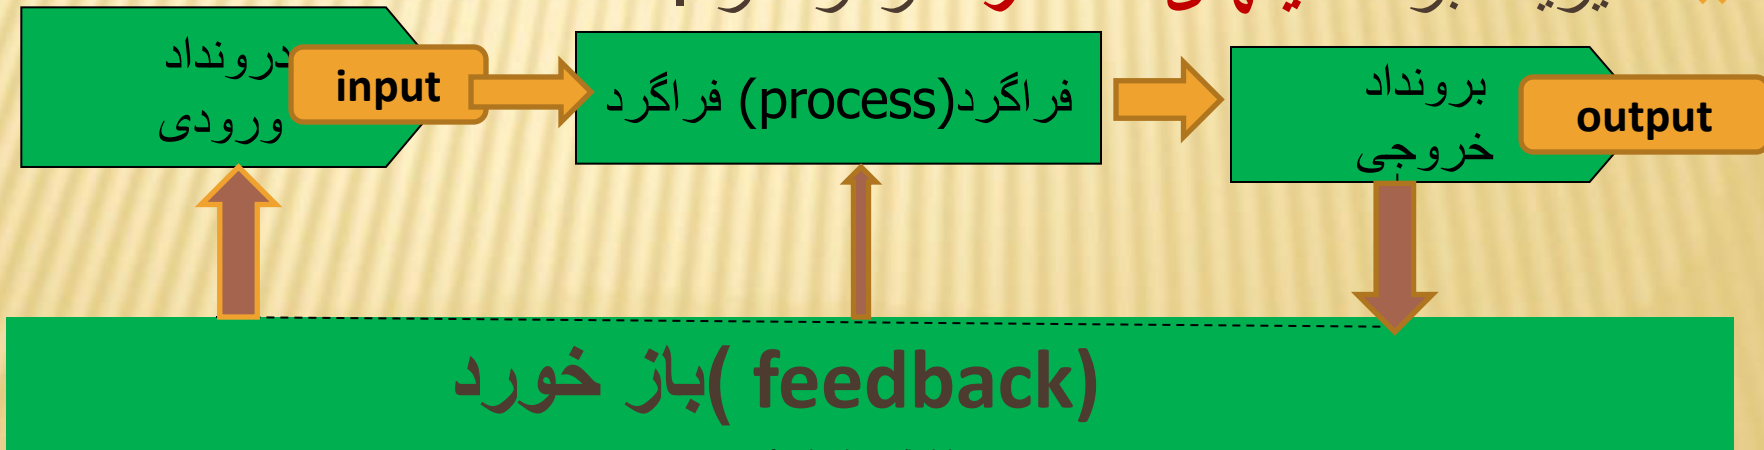 درونداد
ورودی
input
فراگرد (process) فراگرد
برونداد
خروجی
output
باز خورد( feedback)